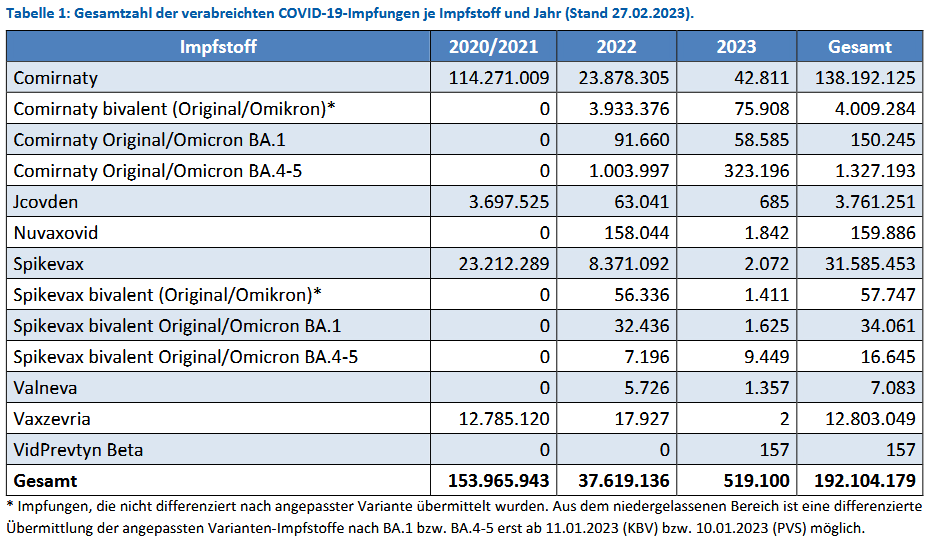 Tabelle 1: Gesamtzahl der verabreichten COVID-19-Impfungen je Impfstoff und Jahr (Stand 27.02.2023).
Impfstoff 2020/2021 2022 2023 Gesamt
Comirnaty 114.271.009 23.878.305 42.811 138.192.125
Comirnaty bivalent (Original/Omikron)* 0 3.933.376 75.908 4.009.284
Comirnaty Original/Omicron BA.1 0 91.660 58.585 150.245
Comirnaty Original/Omicron BA.4-5 0 1.003.997 323.196 1.327.193
Jcovden 3.697.525 63.041 685 3.761.251
Nuvaxovid 0 158.044 1.842 159.886
Spikevax 23.212.289 8.371.092 2.072 31.585.453
Spikevax bivalent (Original/Omikron)* 0 56.336 1.411 57.747
Spikevax bivalent Original/Omicron BA.1 0 32.436 1.625 34.061
Spikevax bivalent Original/Omicron BA.4-5 0 7.196 9.449 16.645
Valneva 0 5.726 1.357 7.083
Vaxzevria 12.785.120 17.927 2 12.803.049
VidPrevtyn Beta 0 0 157 157
Gesamt 153.965.943 37.619.136 519.100 192.104.179
* Impfungen, die nicht differenziert nach angepasster Variante übermittelt wurden. Aus dem niedergelassenen Bereich ist eine differenzierte
Übermittlung der angepassten Varianten-Impfstoffe nach BA.1 bzw. BA.4-5 erst ab 11.01.2023 (KBV) bzw. 10.01.2023 (PVS) möglich.